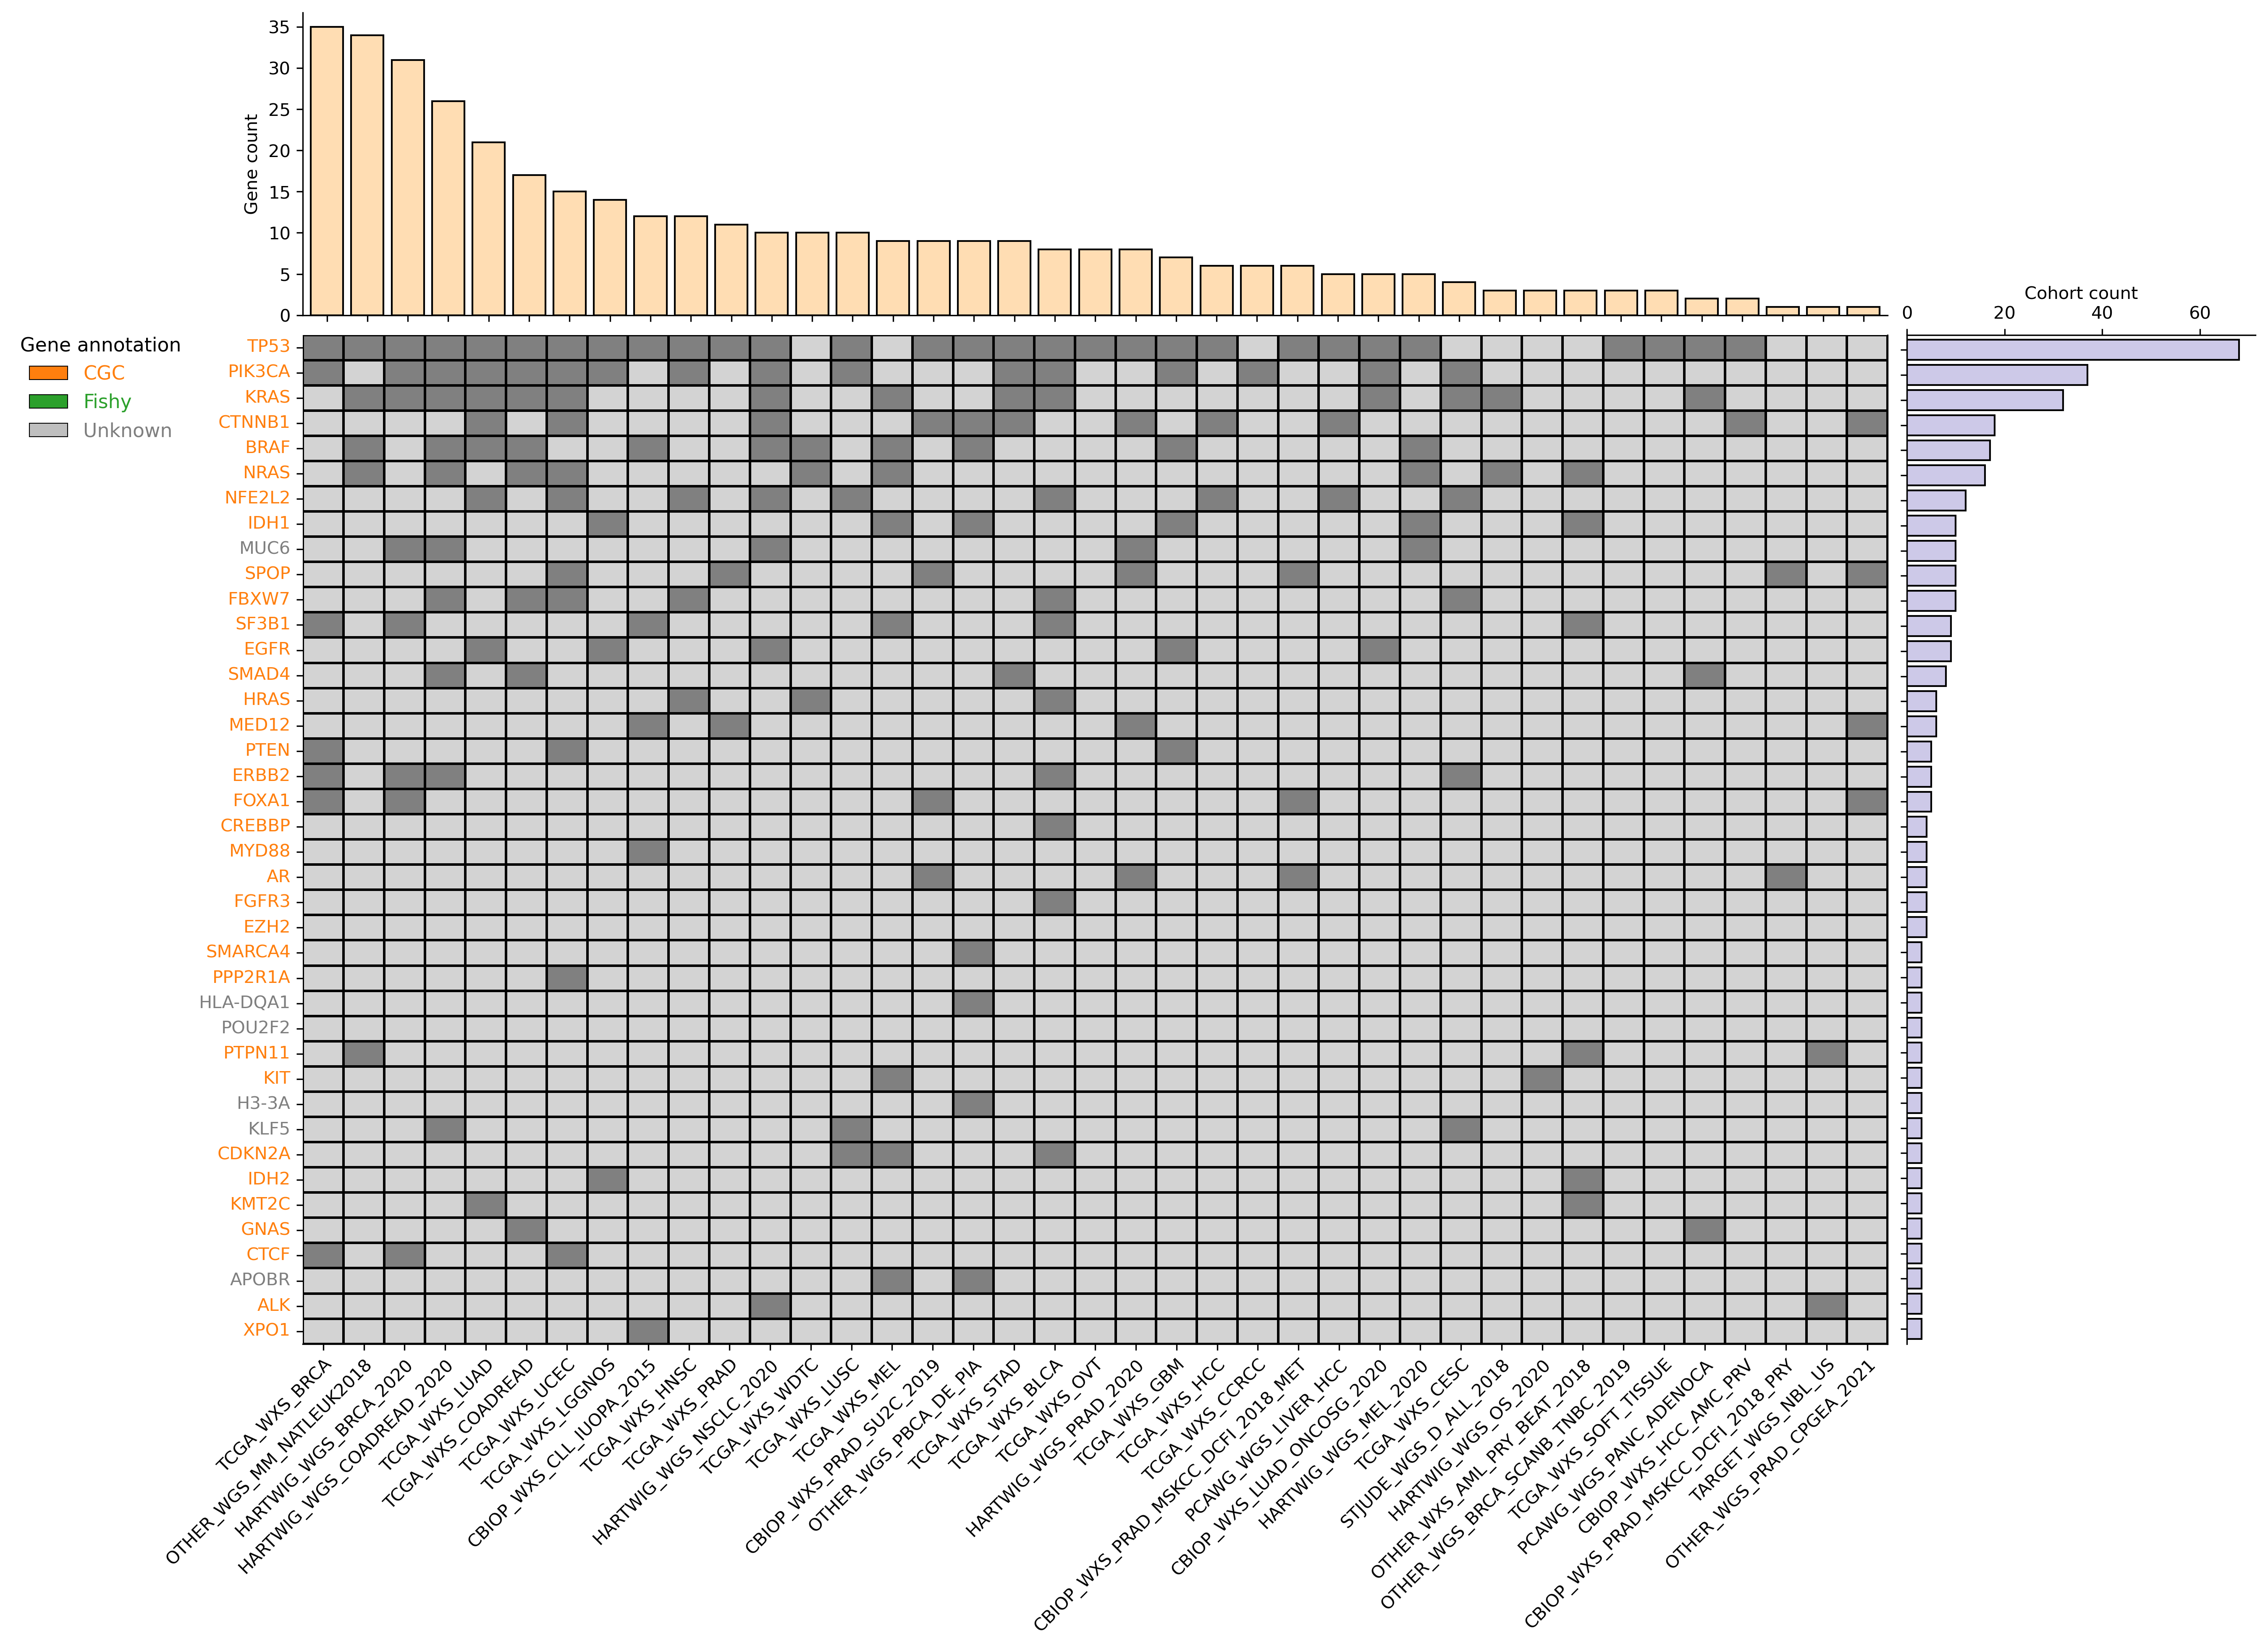 35
30
25
20
15
10
5
0
Gene count
Cohort count
0
20
40
60
Gene annotation
CGC
Fishy
Unknown
TP53
PIK3CA
KRAS
CTNNB1
BRAF
NRAS
NFE2L2
IDH1
MUC6
SPOP
FBXW7
SF3B1
EGFR
SMAD4
HRAS
MED12
PTEN
ERBB2
FOXA1
CREBBP
MYD88
AR
FGFR3
EZH2
SMARCA4
PPP2R1A
HLA-DQA1
POU2F2
PTPN11
KIT
H3-3A
KLF5
CDKN2A
IDH2
KMT2C
GNAS
CTCF
APOBR
ALK
XPO1
TCGA_WXS_BRCA
OTHER_WGS_MM_NATLEUK2018
HARTWIG_WGS_BRCA_2020
HARTWIG_WGS_COADREAD_2020
TCGA_WXS_LUAD
TCGA_WXS_COADREAD
TCGA_WXS_UCEC
TCGA_WXS_LGGNOS
CBIOP_WXS_CLL_IUOPA_2015
TCGA_WXS_HNSC
TCGA_WXS_PRAD
HARTWIG_WGS_NSCLC_2020
TCGA_WXS_WDTC
TCGA_WXS_LUSC
TCGA_WXS_MEL
CBIOP_WXS_PRAD_SU2C_2019
OTHER_WGS_PBCA_DE_PIA
TCGA_WXS_STAD
TCGA_WXS_BLCA
TCGA_WXS_OVT
HARTWIG_WGS_PRAD_2020
TCGA_WXS_GBM
TCGA_WXS_HCC
TCGA_WXS_CCRCC
CBIOP_WXS_PRAD_MSKCC_DCFI_2018_MET
PCAWG_WGS_LIVER_HCC
CBIOP_WXS_LUAD_ONCOSG_2020
HARTWIG_WGS_MEL_2020
TCGA_WXS_CESC
STJUDE_WGS_D_ALL_2018
HARTWIG_WGS_OS_2020
OTHER_WXS_AML_PRY_BEAT_2018
OTHER_WGS_BRCA_SCANB_TNBC_2019
TCGA_WXS_SOFT_TISSUE
PCAWG_WGS_PANC_ADENOCA
CBIOP_WXS_HCC_AMC_PRV
CBIOP_WXS_PRAD_MSKCC_DCFI_2018_PRY
TARGET_WGS_NBL_US
OTHER_WGS_PRAD_CPGEA_2021